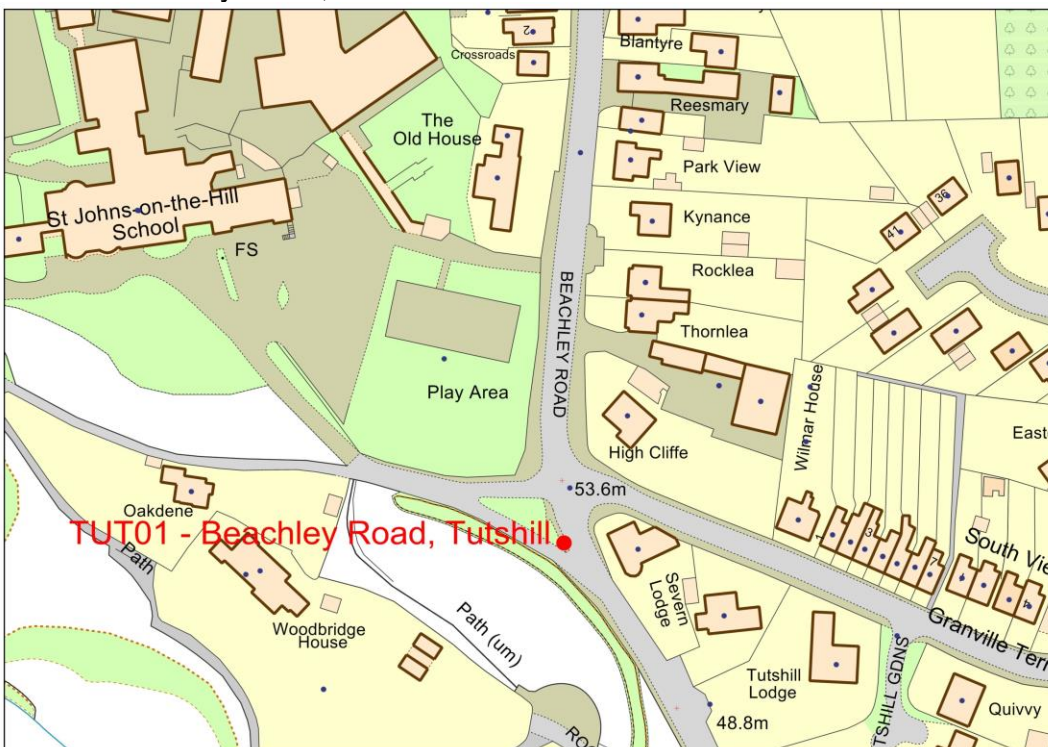 2
Blantyre
Crossroads
Reesmary
The
Old House
Park View
36
St Johns-on-the-Hill
School
Kynance
41
FS
Rocklea
BEACHLEY ROAD
Thornlea
Play Area
Wilmar House
High Cliffe
East
53.6m
Oakdene
TUT01 - Beachley Road, Tutshill
1
3
7
South Vie
Path
Severn
Lodge
4
Path (um)
Granville Terr
Woodbridge
House
Tutshill
Lodge
TSHILL GDNS
Quivvy
48.8m